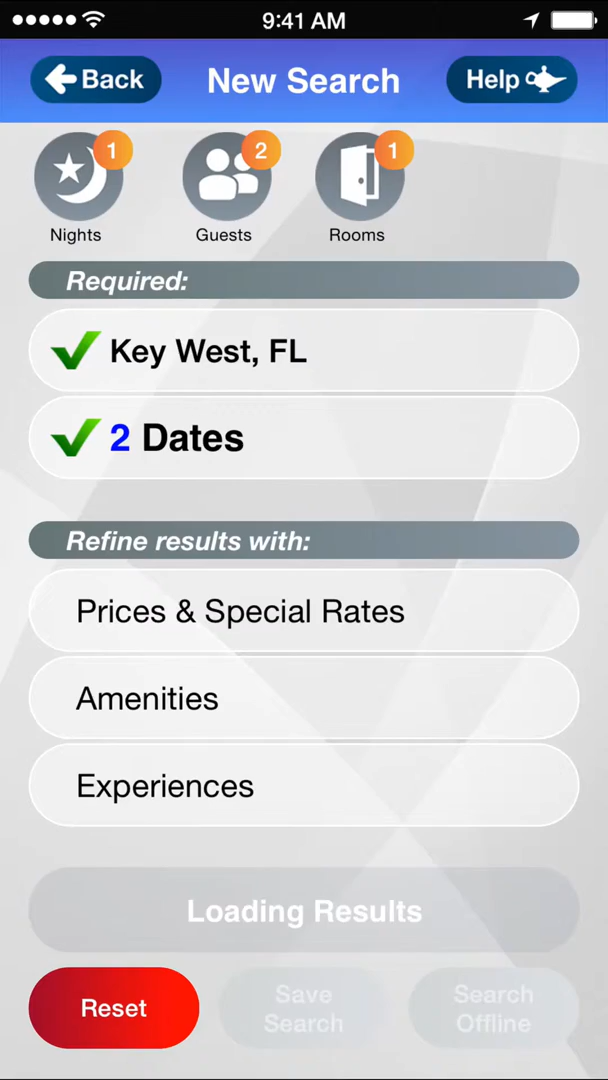 9:41 AM
Back
New Search
Help
1
2
1
Nights
Guests
Rooms
Required:
Key West, FL
2 Dates
Refine results with:
Prices & Special Rates
Amenities
Experiences
Loading Results
Reset
Save
Search
Search
Offline